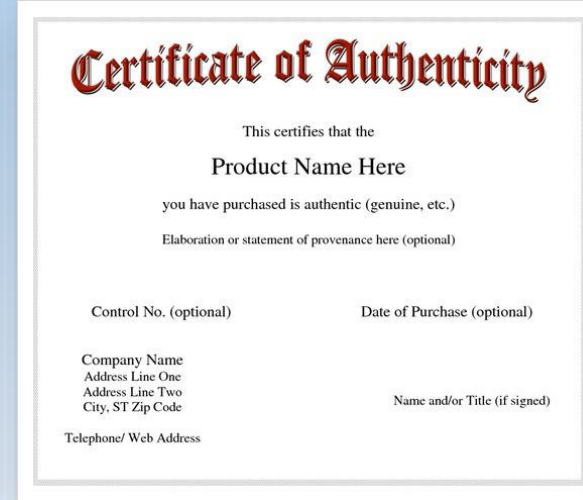 Certificate of Authenticity
This certifies that the
Product Name Here
you have purchased is authentic (genuine, etc.)
Elaboration or statement of provenance here (optional)
Control No. (optional)
Date of Purchase (optional)
Company Name
Address Line One
Address Line Two
City, ST Zip Code
Name and/or Title (if signed)
Telephone/ Web Address